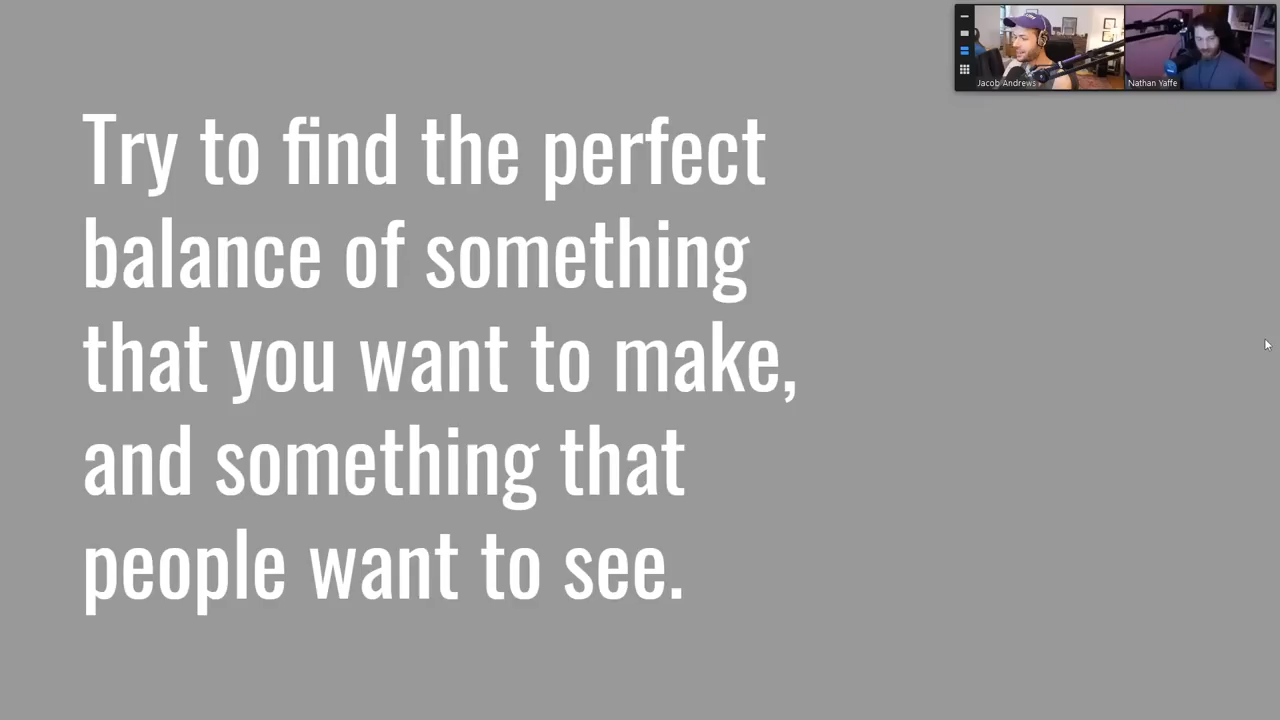 Jacob Andrews
Nathan Yaffe
Try to find the perfect
balance of something
that you want to make,
and something that
people want to see.